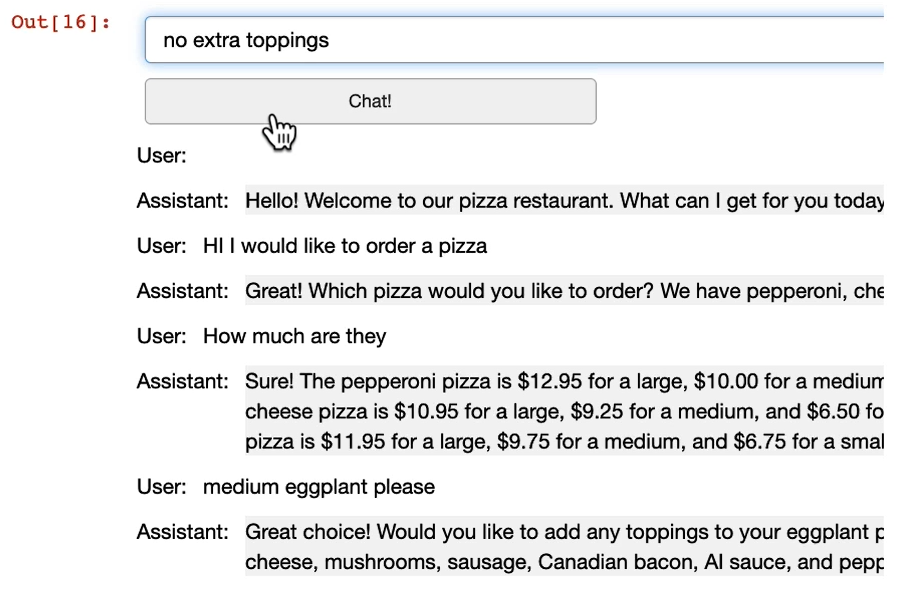 Out[16]:
no extra toppings
Chat!
User:
Assistant: Hello! Welcome to our pizza restaurant. What can I get for you today
User: HI I would like to order a pizza
Assistant: Great! Which pizza would you like to order? We have pepperoni, che
User: How much are they
Assistant: Sure! The pepperoni pizza is $12.95 for a large, $10.00 for a medium
cheese pizza is $10.95 for a large, $9.25 for a medium, and $6.50 fo
pizza is $11.95 for a large, $9.75 for a medium, and $6.75 for a smal
User: medium eggplant please
Assistant: Great choice! Would you like to add any toppings to your eggplant p
cheese, mushrooms, sausage, Canadian bacon, AI sauce, and pepp